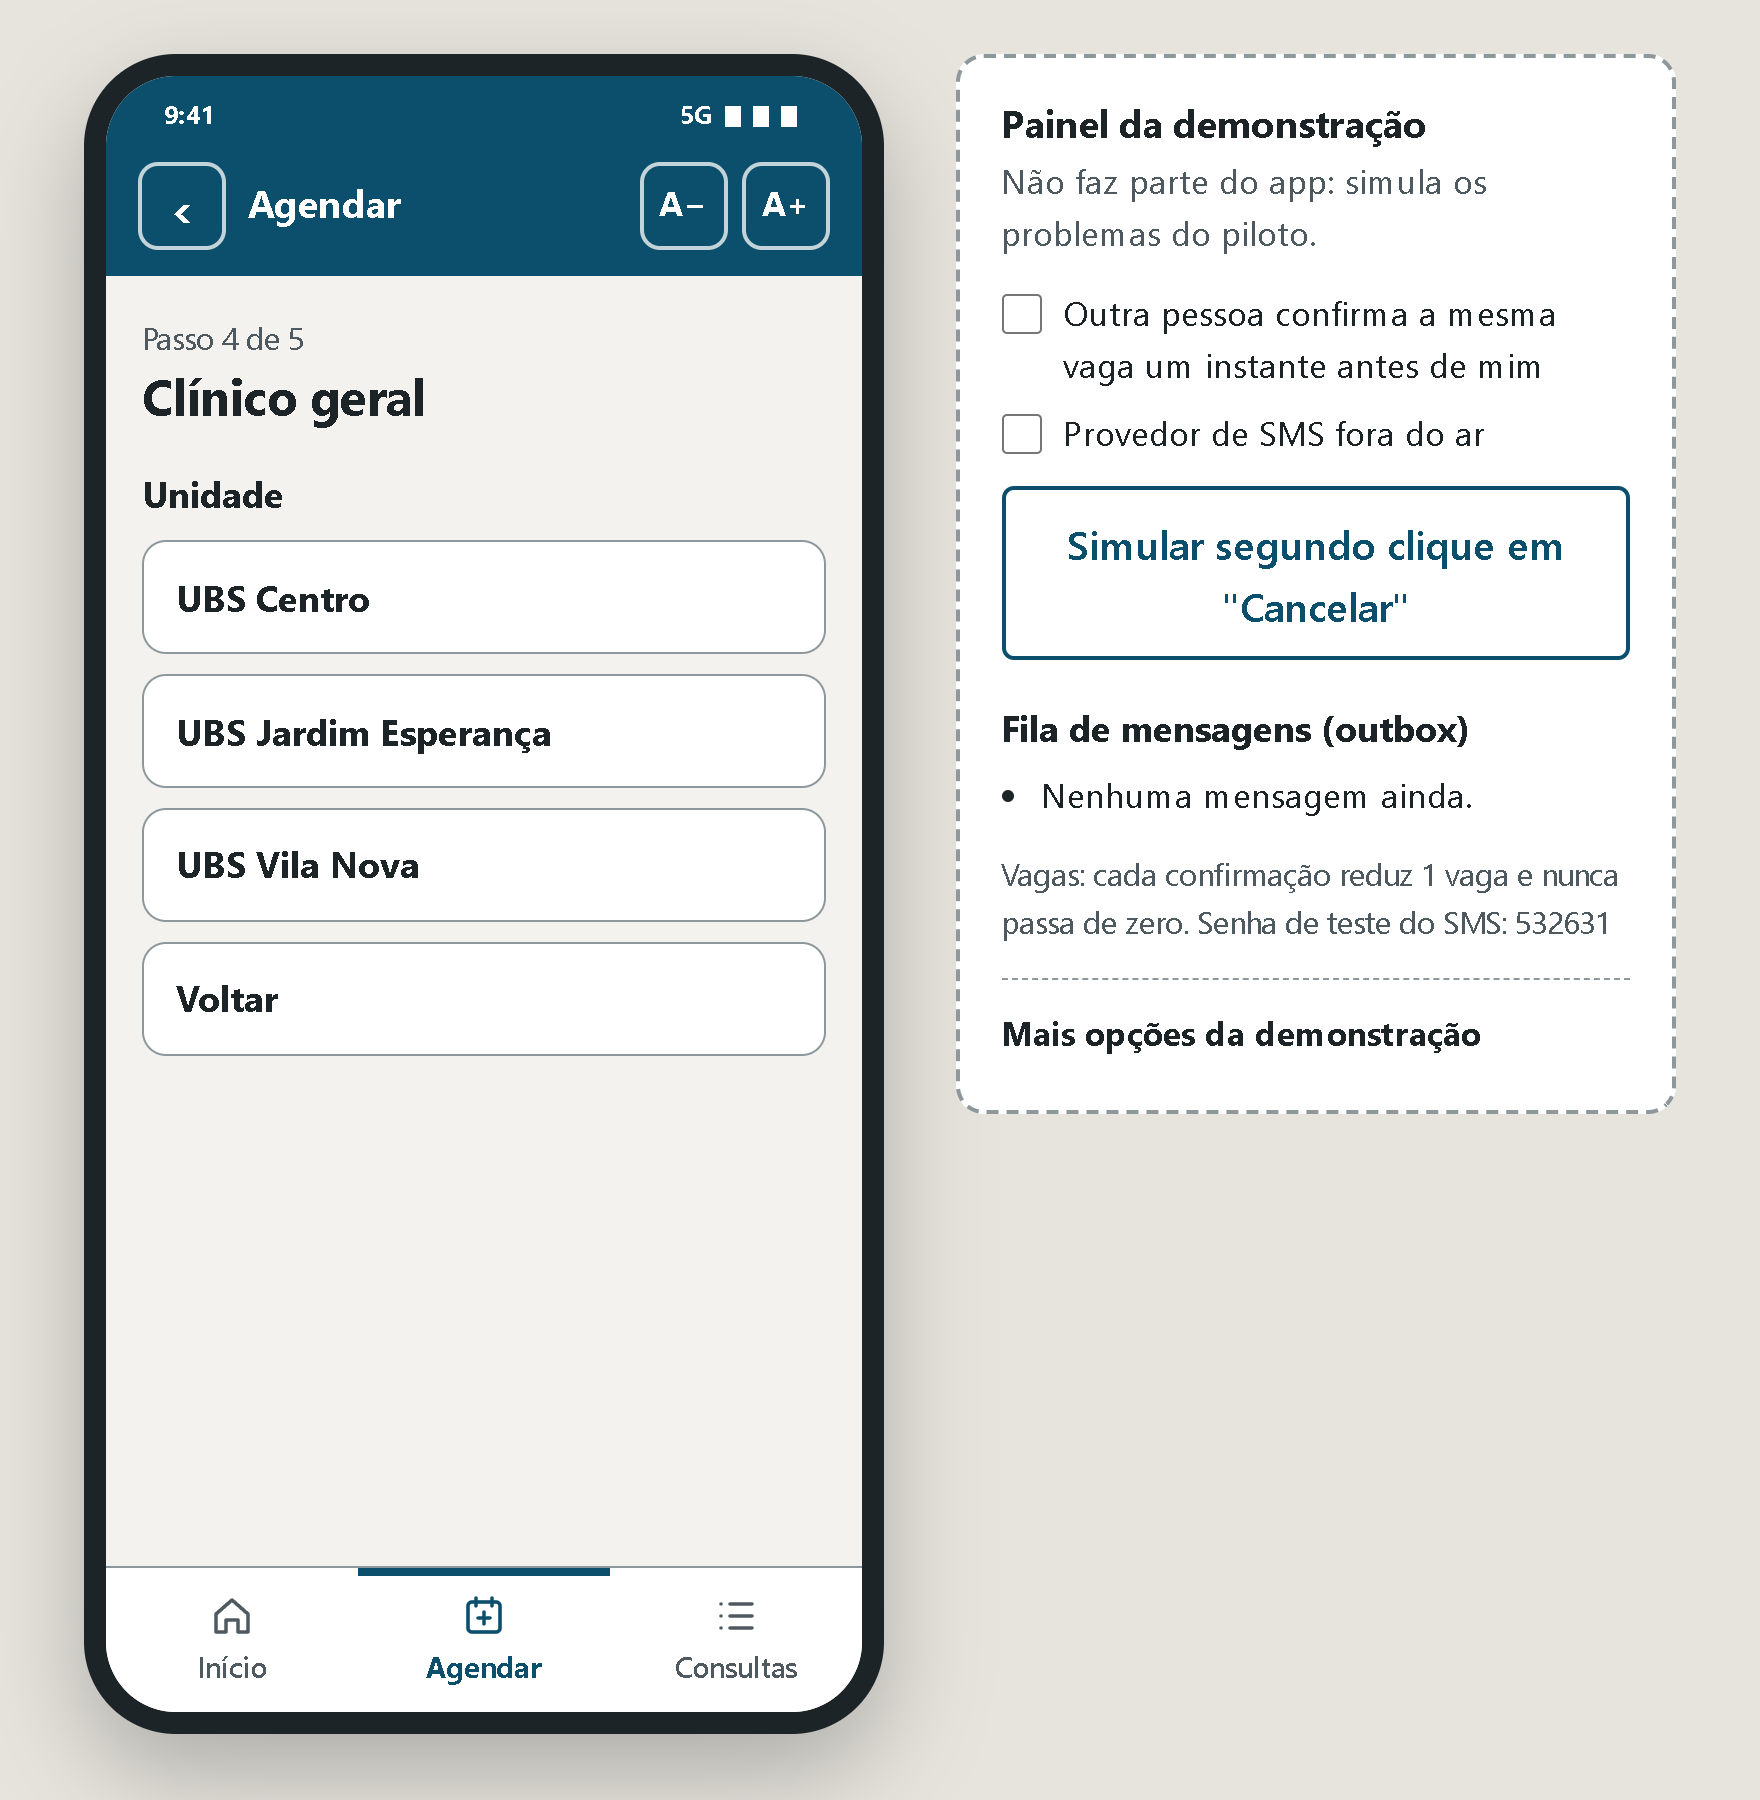 9:41
5G
‹ Agendar A− A+
Passo 4 de 5
Clínico geral
Unidade
UBS Centro
UBS Jardim Esperança
UBS Vila Nova
Voltar
Início
Agendar
Consultas
Painel da demonstração
Não faz parte do app: simula os
problemas do piloto.
Outra pessoa confirma a mesma
vaga um instante antes de mim
Provedor de SMS fora do ar
Simular segundo clique em
"Cancelar"
Fila de mensagens (outbox)
• Nenhuma mensagem ainda.
Vagas: cada confirmação reduz 1 vaga e nunca
passa de zero. Senha de teste do SMS: 532631
Mais opções da demonstração